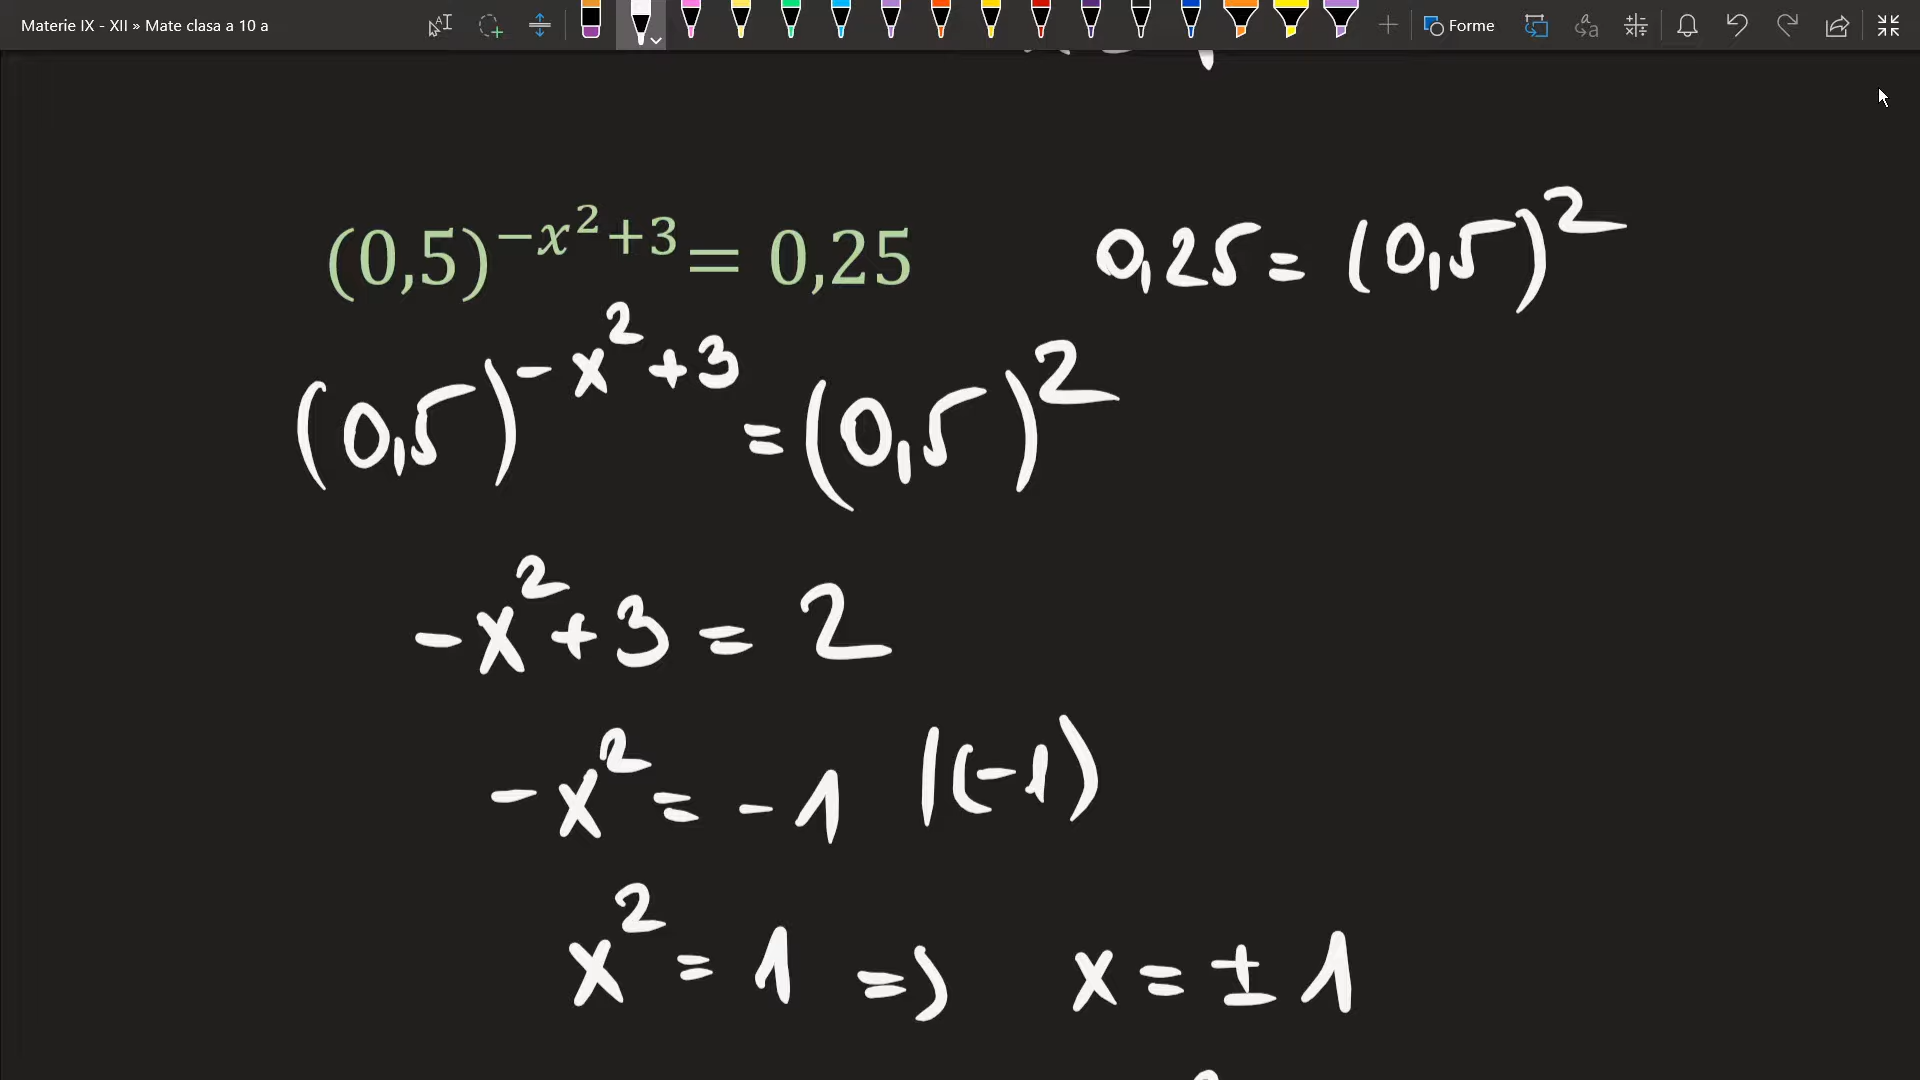 Materie IX - XII » Mate clasa a 10 a
Forme
(0,5)^{-x^2+3} = 0,25
0,25 = (0,5)^2
(0,5)^{-x^2+3} = (0,5)^2
-x^2+3 = 2
-x^2 = -1 |(-1)
x^2 = 1 => x = ±1